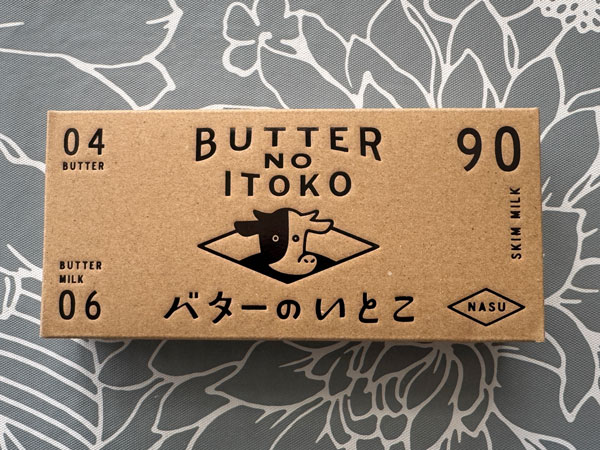 04
BUTTER
BUTTER
NO
ITOKO
90
SKIM MILK
BUTTER
MILK
06
バターのいとこ
NASU